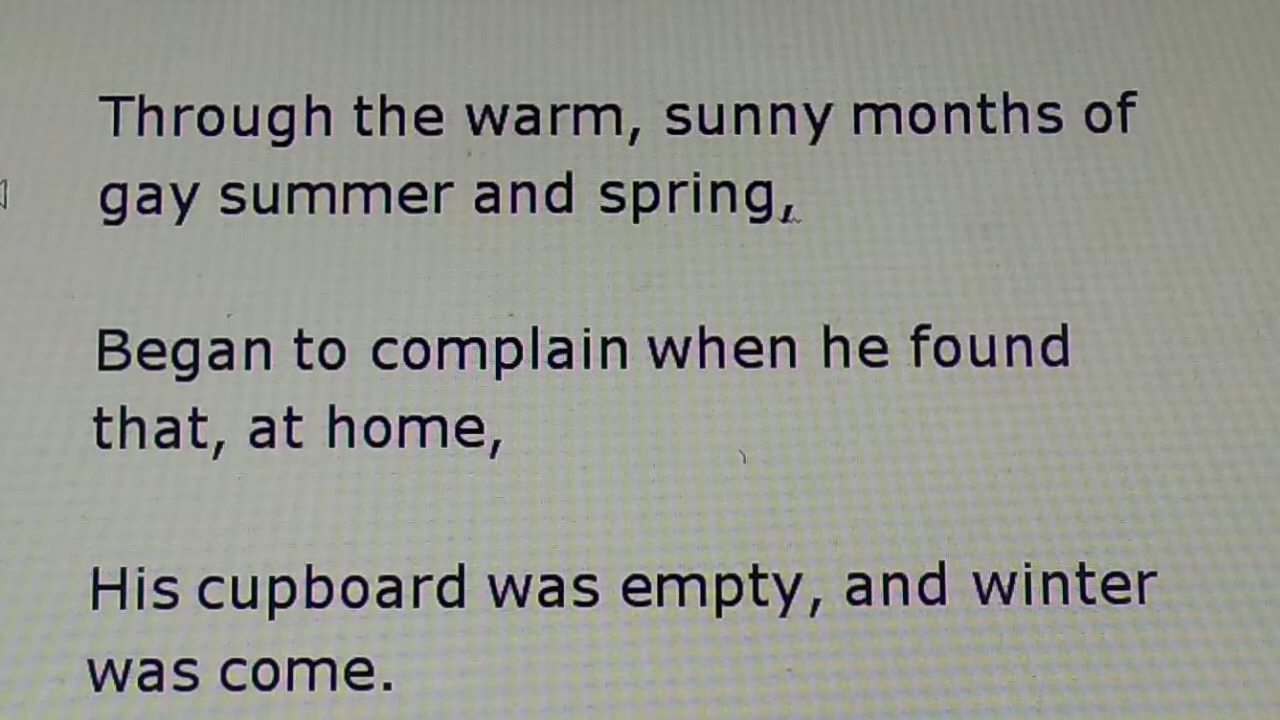 Through the warm, sunny months of
gay summer and spring,
Began to complain when he found
that, at home,
His cupboard was empty, and winter
was come.